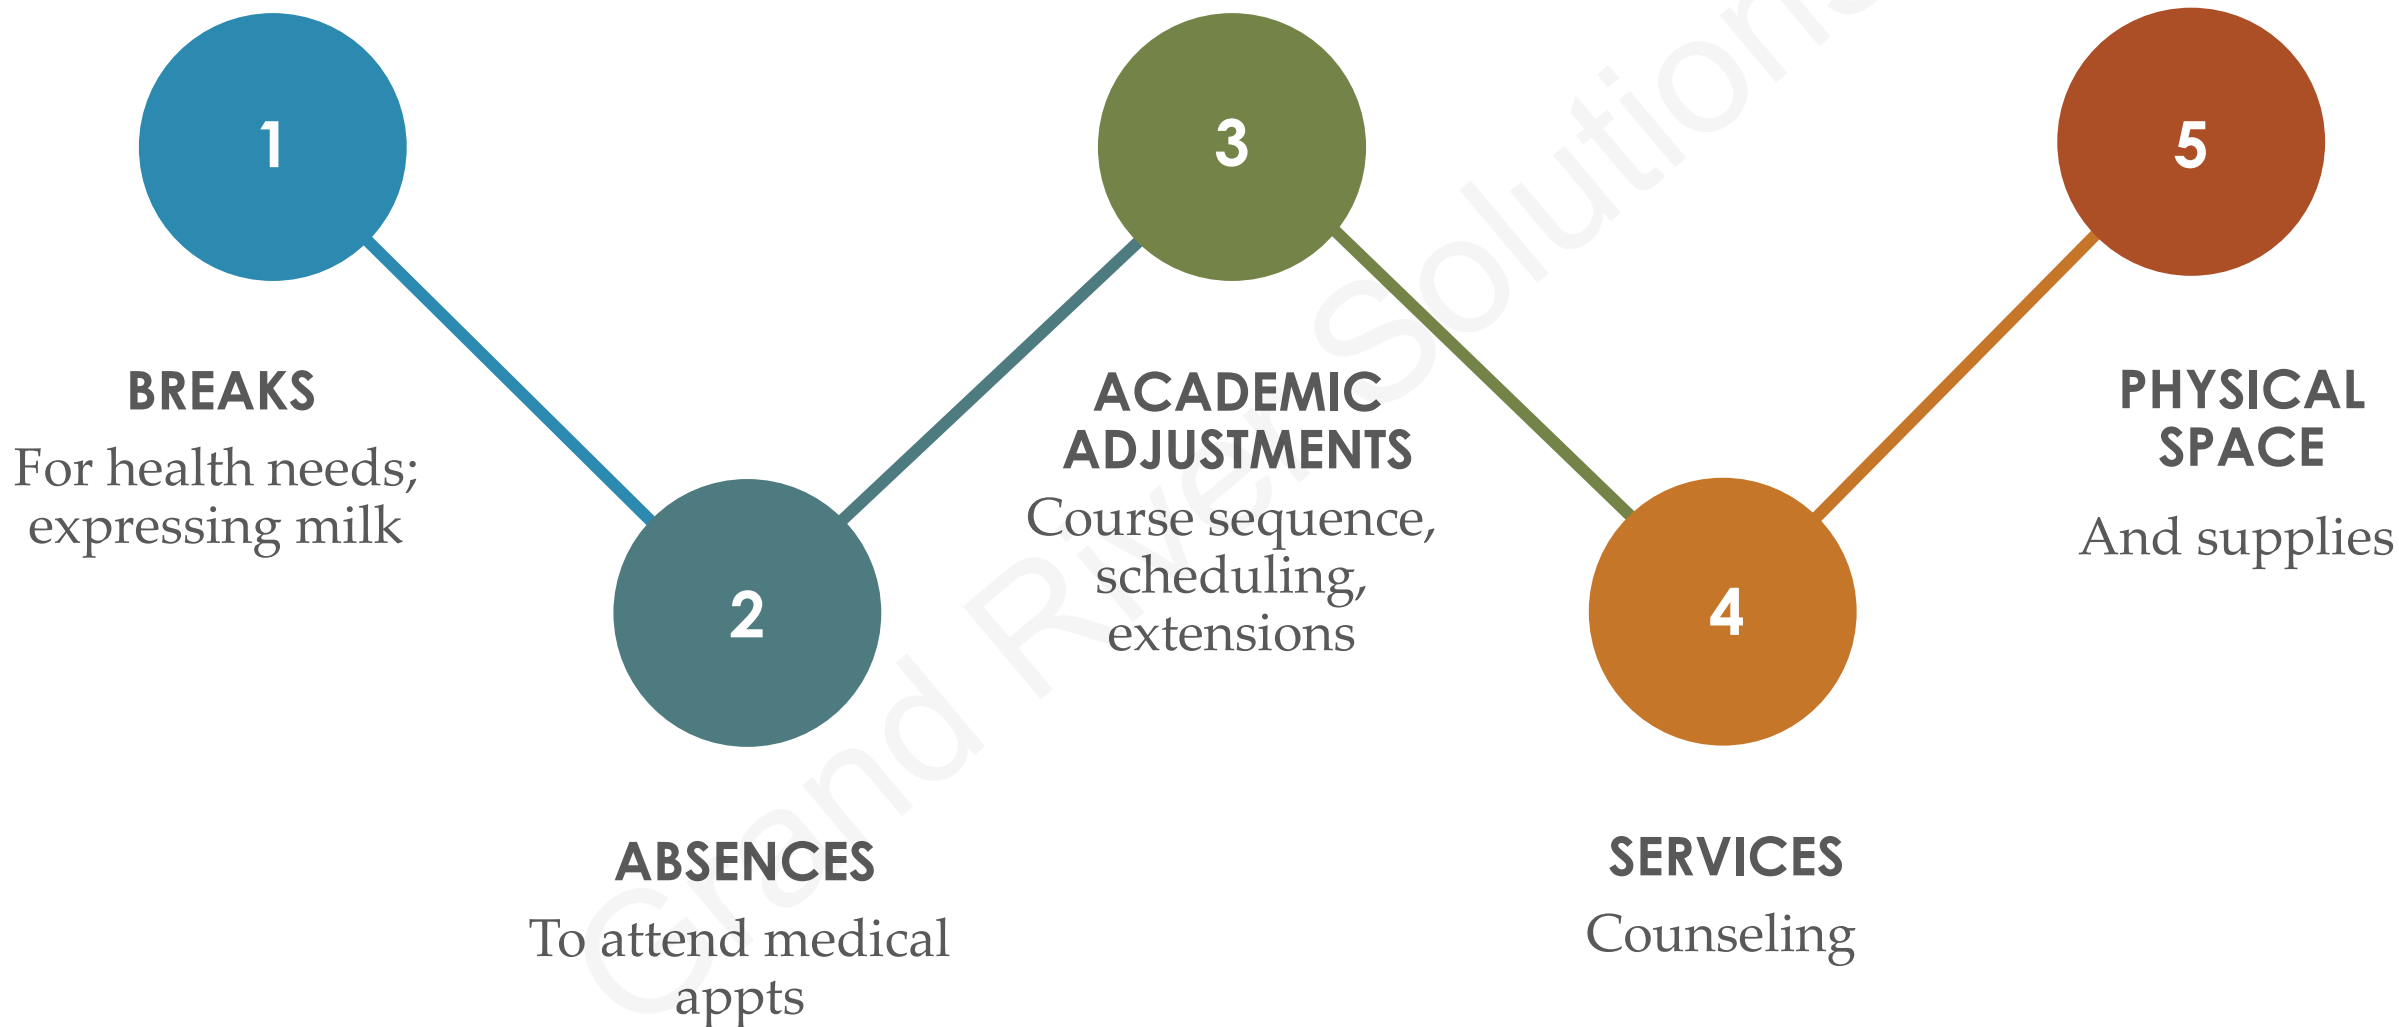 1
BREAKS
For health needs;
expressing milk
2
ABSENCES
To attend medical
appts
3
ACADEMIC
ADJUSTMENTS
Course sequence,
scheduling,
extensions
4
SERVICES
Counseling
5
PHYSICAL
SPACE
And supplies
Grand River Solutions